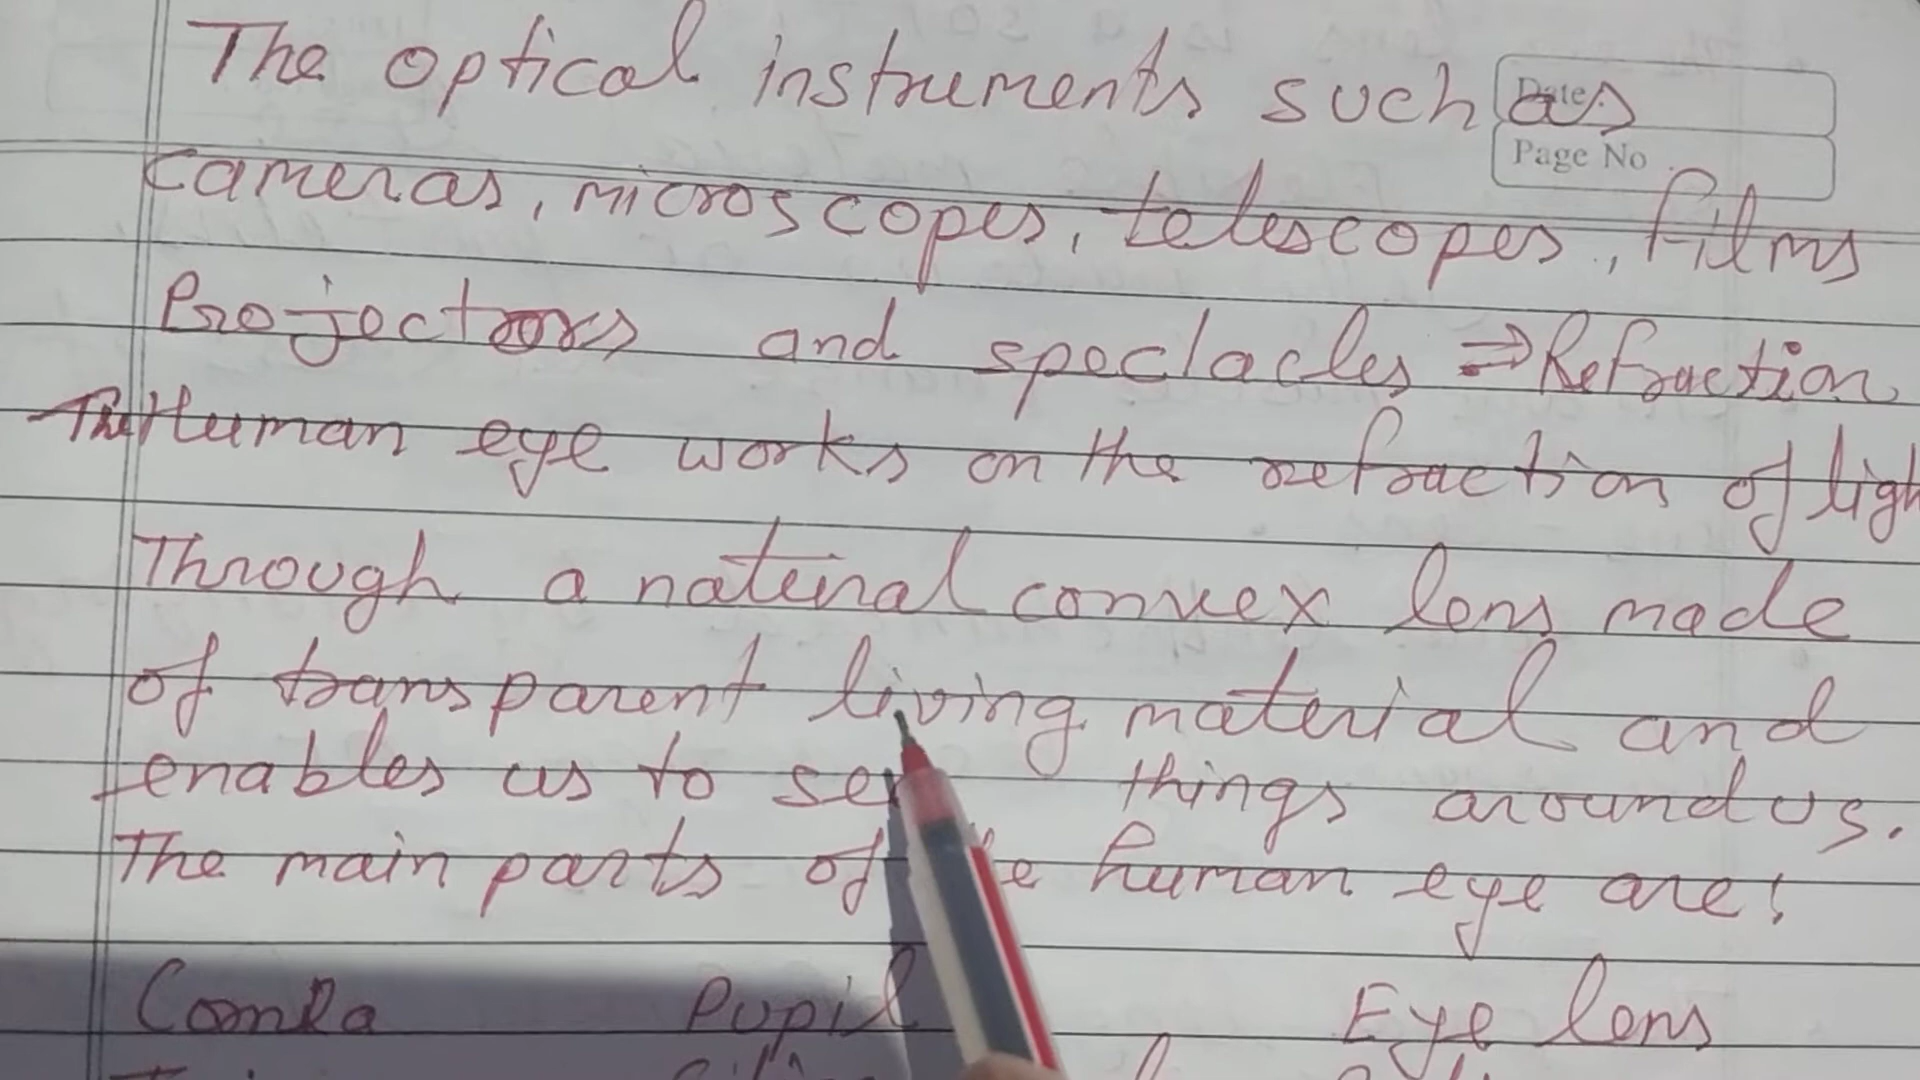 The optical instruments such as
Date.
Page No
cameras, microscopes, telescopes, films
Projectors and spectacles ⇒ Refraction
The Human eye works on the refraction of ligh
Through a natural convex lens made
of transparent living material and
enables us to see things around us.
The main parts of the human eye are:
Cornea Pupil Eye lens